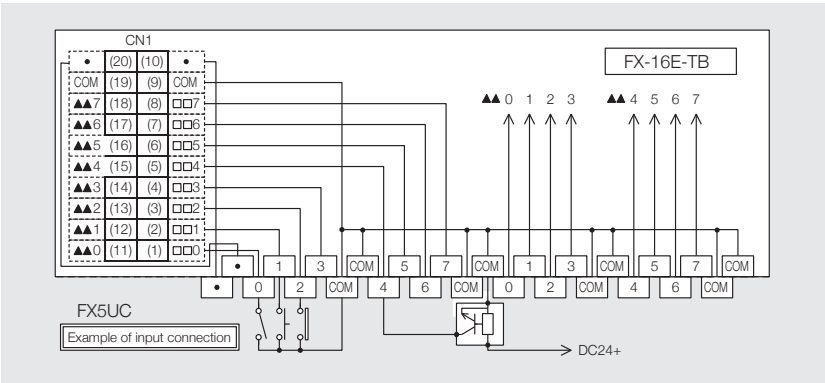 CN1
• (20) (10) •
COM (19) (9) COM
▲▲7 (18) (8) □□7
▲▲6 (17) (7) □□6
▲▲5 (16) (6) □□5
▲▲4 (15) (5) □□4
▲▲3 (14) (4) □□3
▲▲2 (13) (3) □□2
▲▲1 (12) (2) □□1
▲▲0 (11) (1) □□0
FX-16E-TB
▲▲ 0 1 2 3 ▲▲ 4 5 6 7
• 1 3 COM 5 7 COM 1 3 COM 5 7 COM
• 0 2 COM 4 6 COM 0 2 COM 4 6 COM
FX5UC
Example of input connection
DC24+